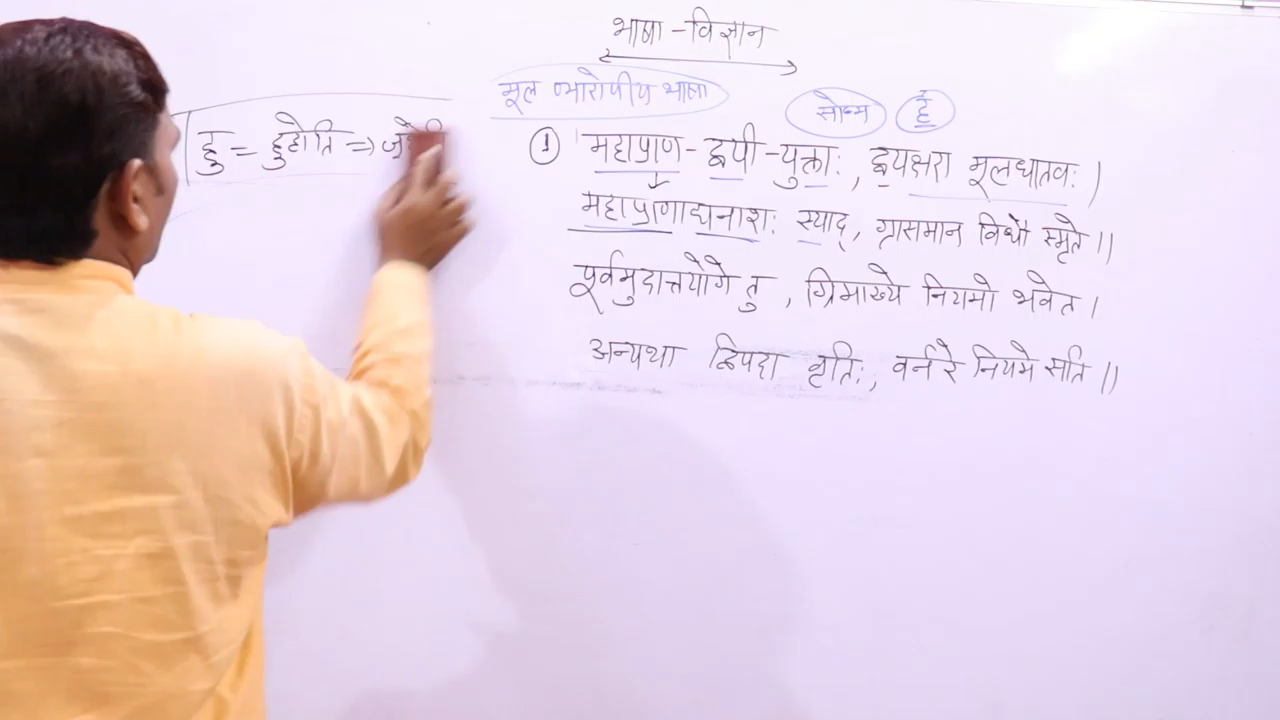 भाषा-विज्ञान
मूल भारोपीय भाषा
सोष्म
हँ
हु = हुहोति ⇒
① महाप्राण-द्वयी-युक्ताः, द्वयक्षरा मूलधातवः।
महाप्राणाद्यनाशः स्याद्, ग्रासमान विधौ स्मृते॥
पूर्वमुदात्तयोगे तु, ग्रिमाख्ये नियमो भवेत।
अन्यथा द्विपदा वृतिः, वर्नरे नियमे सति॥